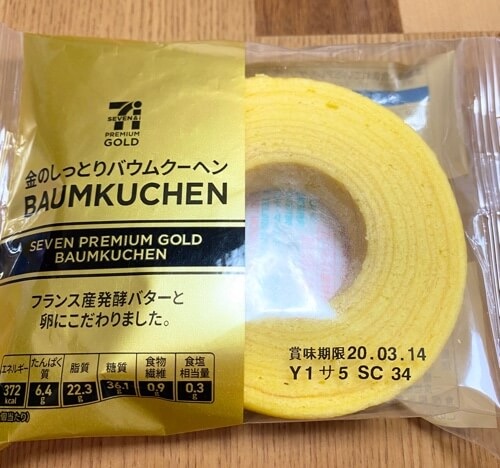 SEVEN&i
PREMIUM
GOLD
金のしっとりバウムクーヘン
BAUMKUCHEN
SEVEN PREMIUM GOLD
BAUMKUCHEN
フランス産発酵バターと
卵にこだわりました。
エネルギー たんぱく質 脂質 糖質 食物繊維 食塩相当量
372kcal 6.4g 22.3g 36.1g 0.9g 0.3g
個当たり)
賞味期限20.03.14
Y1サ5 SC 34